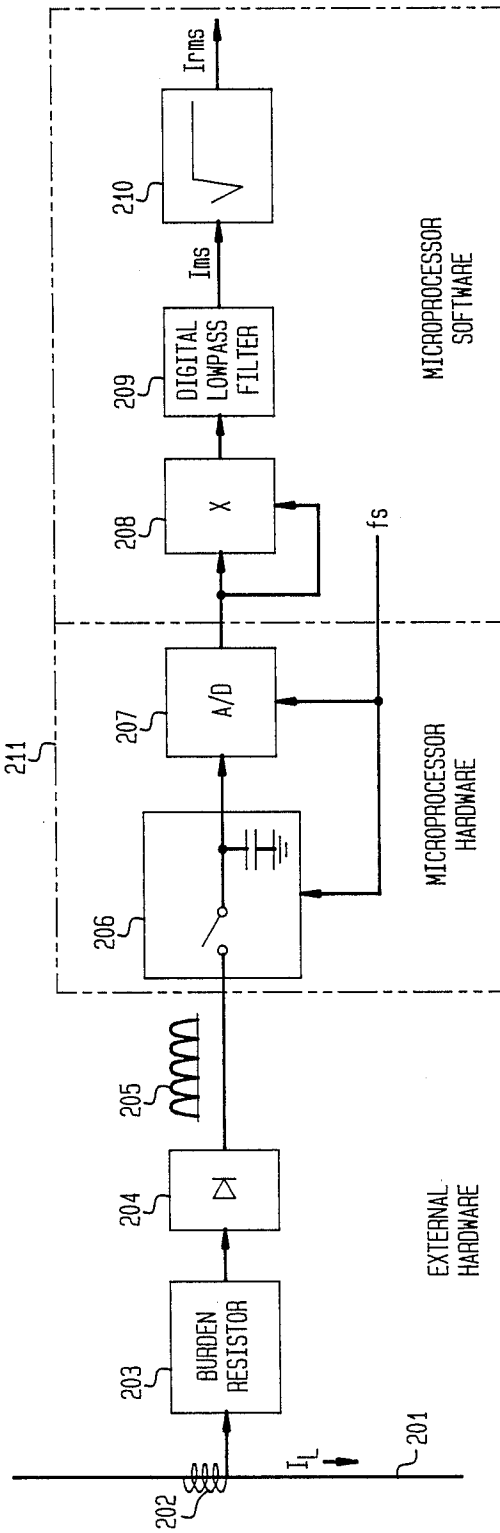 201
I_L
202
203
BURDEN
RESISTOR
204
205
EXTERNAL
HARDWARE
211
206
207
A/D
MICROPROCESSOR
HARDWARE
fs
208
X
209
DIGITAL
LOWPASS
FILTER
Ims
210
Irms
MICROPROCESSOR
SOFTWARE